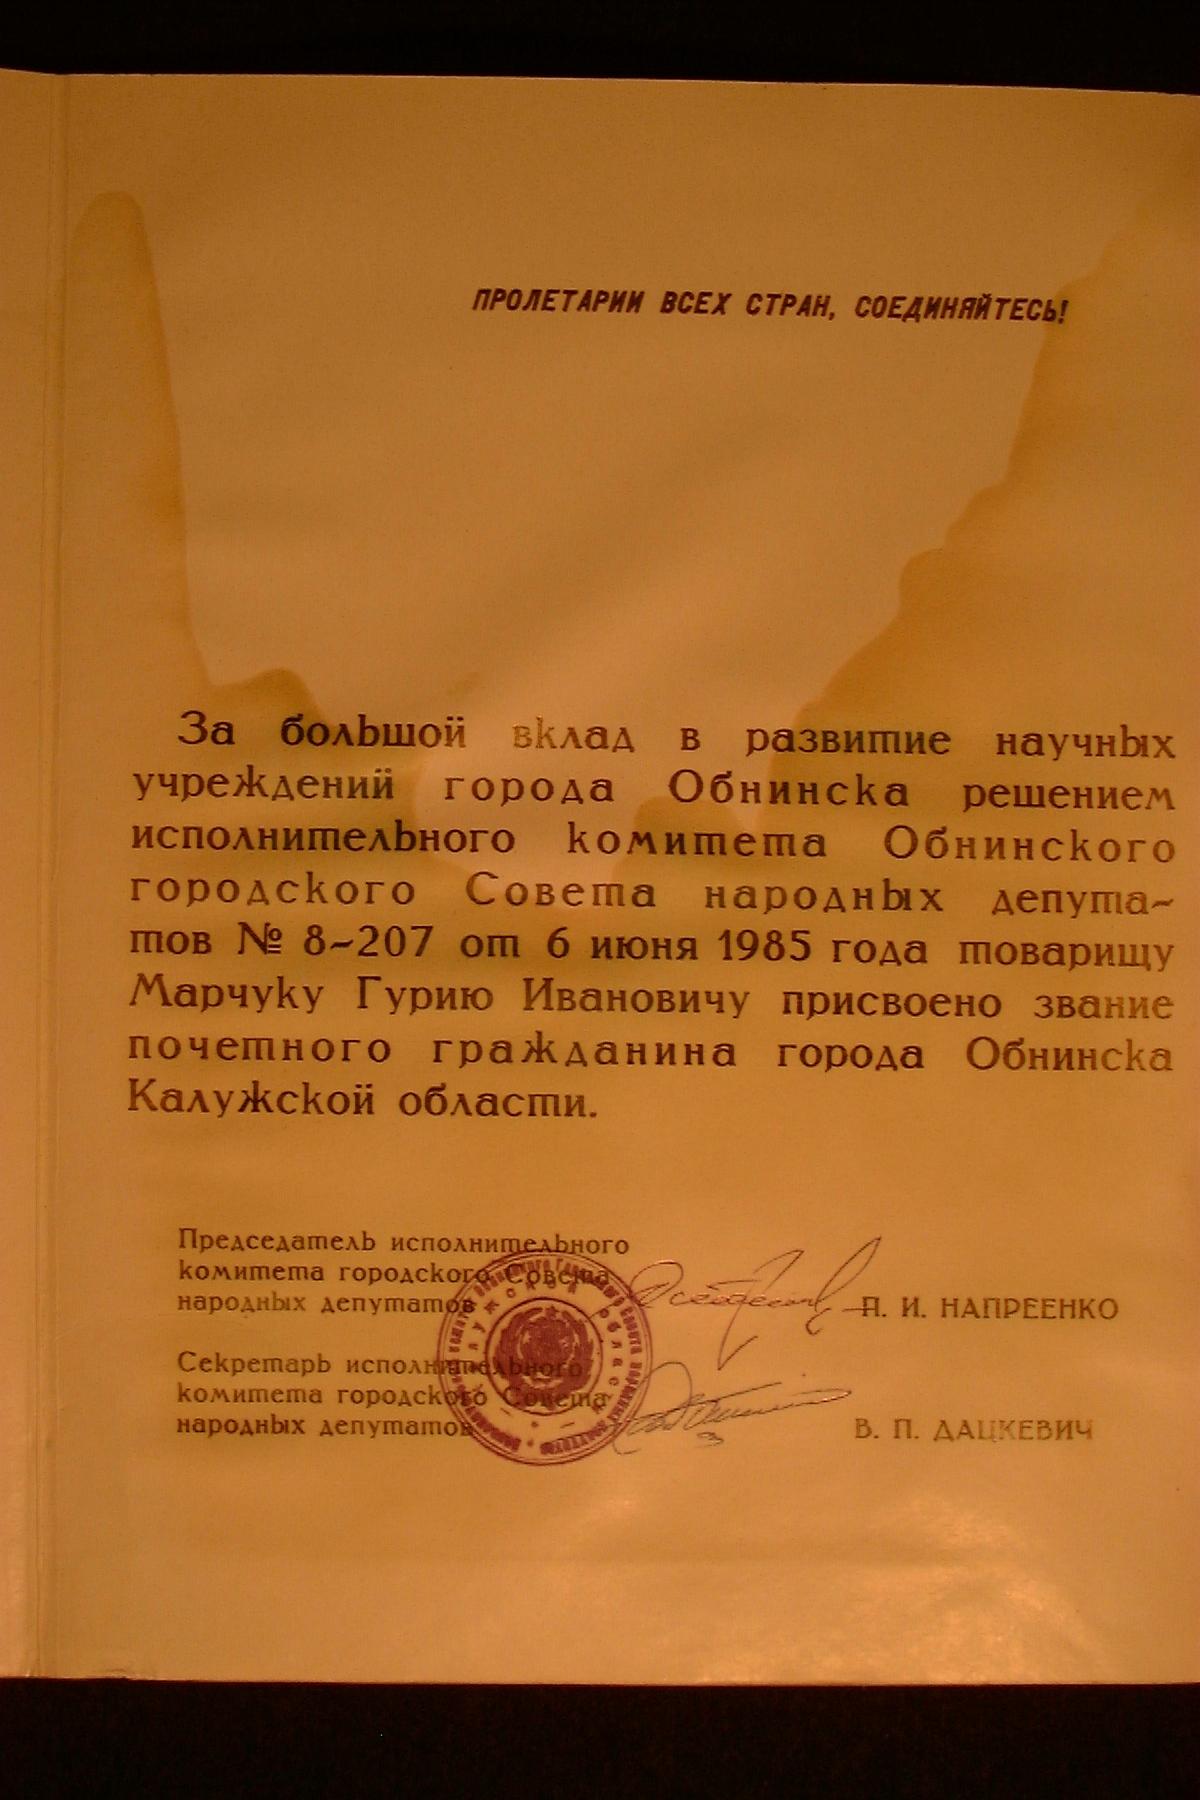 ПРОЛЕТАРИИ ВСЕХ СТРАН, СОЕДИНЯЙТЕСЬ!
За большой вклад в развитие научных
учреждений города Обнинска решением
исполнительного комитета Обнинского
городского Совета народных депута-
тов № 8-207 от 6 июня 1985 года товарищу
Марчуку Гурию Ивановичу присвоено звание
почетного гражданина города Обнинска
Калужской области.
Председатель исполнительного
комитета городского Совета
народных депутатов
П. И. НАПРЕЕНКО
Секретарь исполнительного
комитета городского Совета
народных депутатов
В. П. ДАЦКЕВИЧ